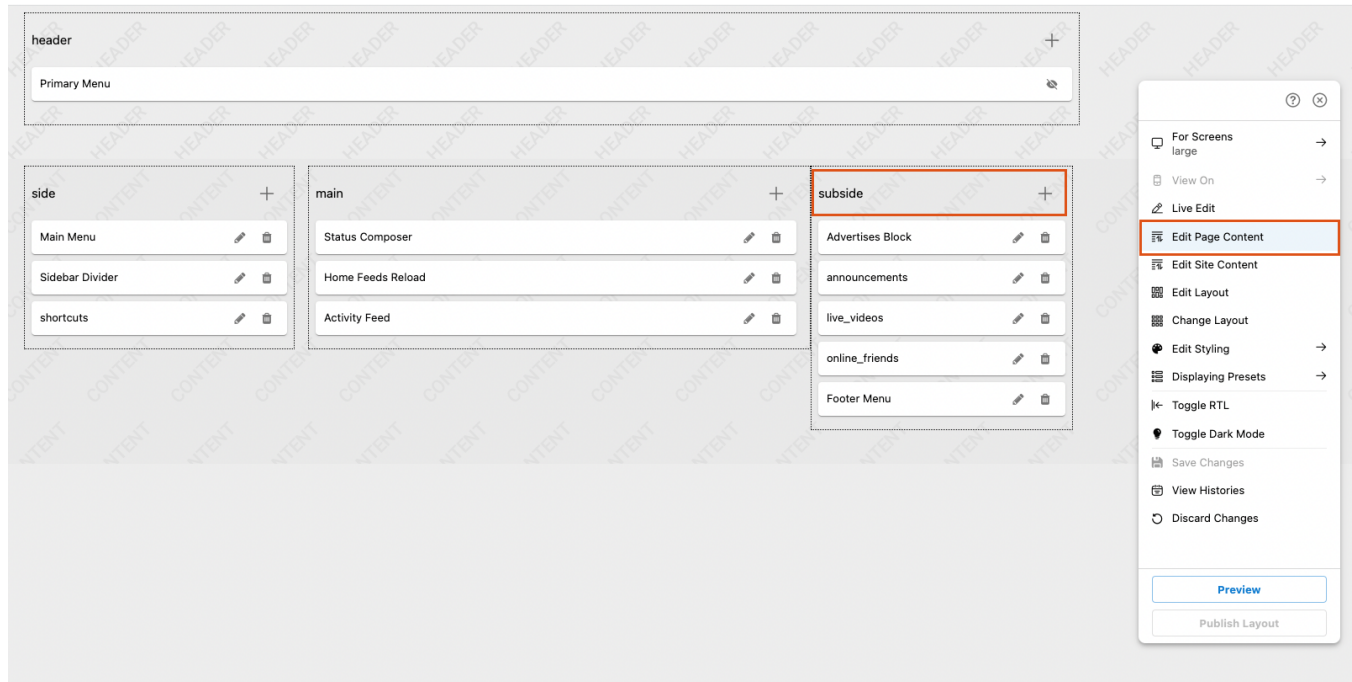 header
Primary Menu
side
Main Menu
Sidebar Divider
shortcuts
main
Status Composer
Home Feeds Reload
Activity Feed
subside
Advertises Block
announcements
live_videos
online_friends
Footer Menu
For Screens
large
View On
Live Edit
Edit Page Content
Edit Site Content
Edit Layout
Change Layout
Edit Styling
Displaying Presets
Toggle RTL
Toggle Dark Mode
Save Changes
View Histories
Discard Changes
Preview
Publish Layout
HEADER
CONTENT